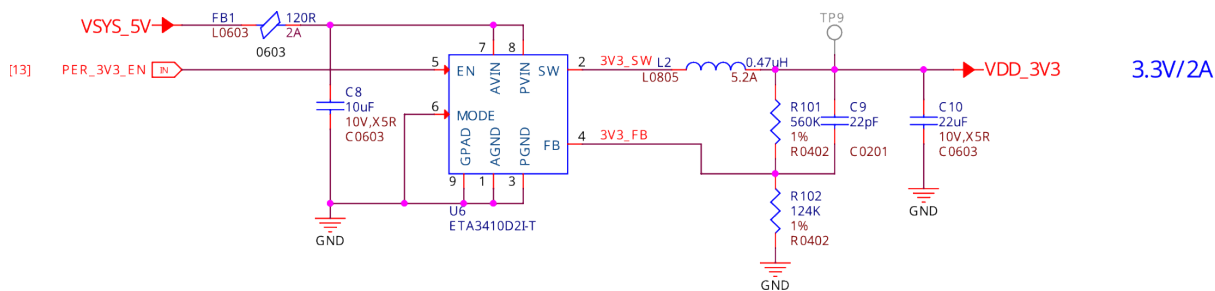 TP9
VSYS_5V
FB1
120R
L0603
2A
0603
7
8
[13]
PER_3V3_EN
IN
5
EN
AVIN
PVIN
SW
2
3V3_SW
L2
0.47uH
L0805
5.2A
VDD_3V3
3.3V/2A
C8
10uF
10V,X5R
C0603
6
MODE
R101
560K
1%
R0402
C9
22pF
C0201
C10
22uF
10V,X5R
C0603
GPAD
AGND
PGND
FB
4
3V3_FB
9
1
3
U6
ETA3410D2I-T
R102
124K
1%
R0402
GND
GND
GND